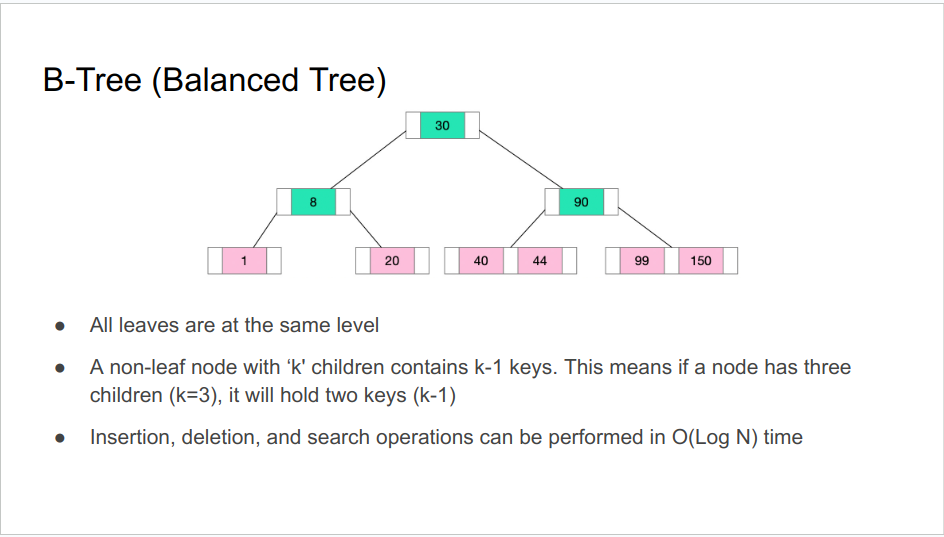 B-Tree (Balanced Tree)
30
8
90
1
20
40
44
99
150
● All leaves are at the same level
● A non-leaf node with ‘k' children contains k-1 keys. This means if a node has three
children (k=3), it will hold two keys (k-1)
● Insertion, deletion, and search operations can be performed in O(Log N) time